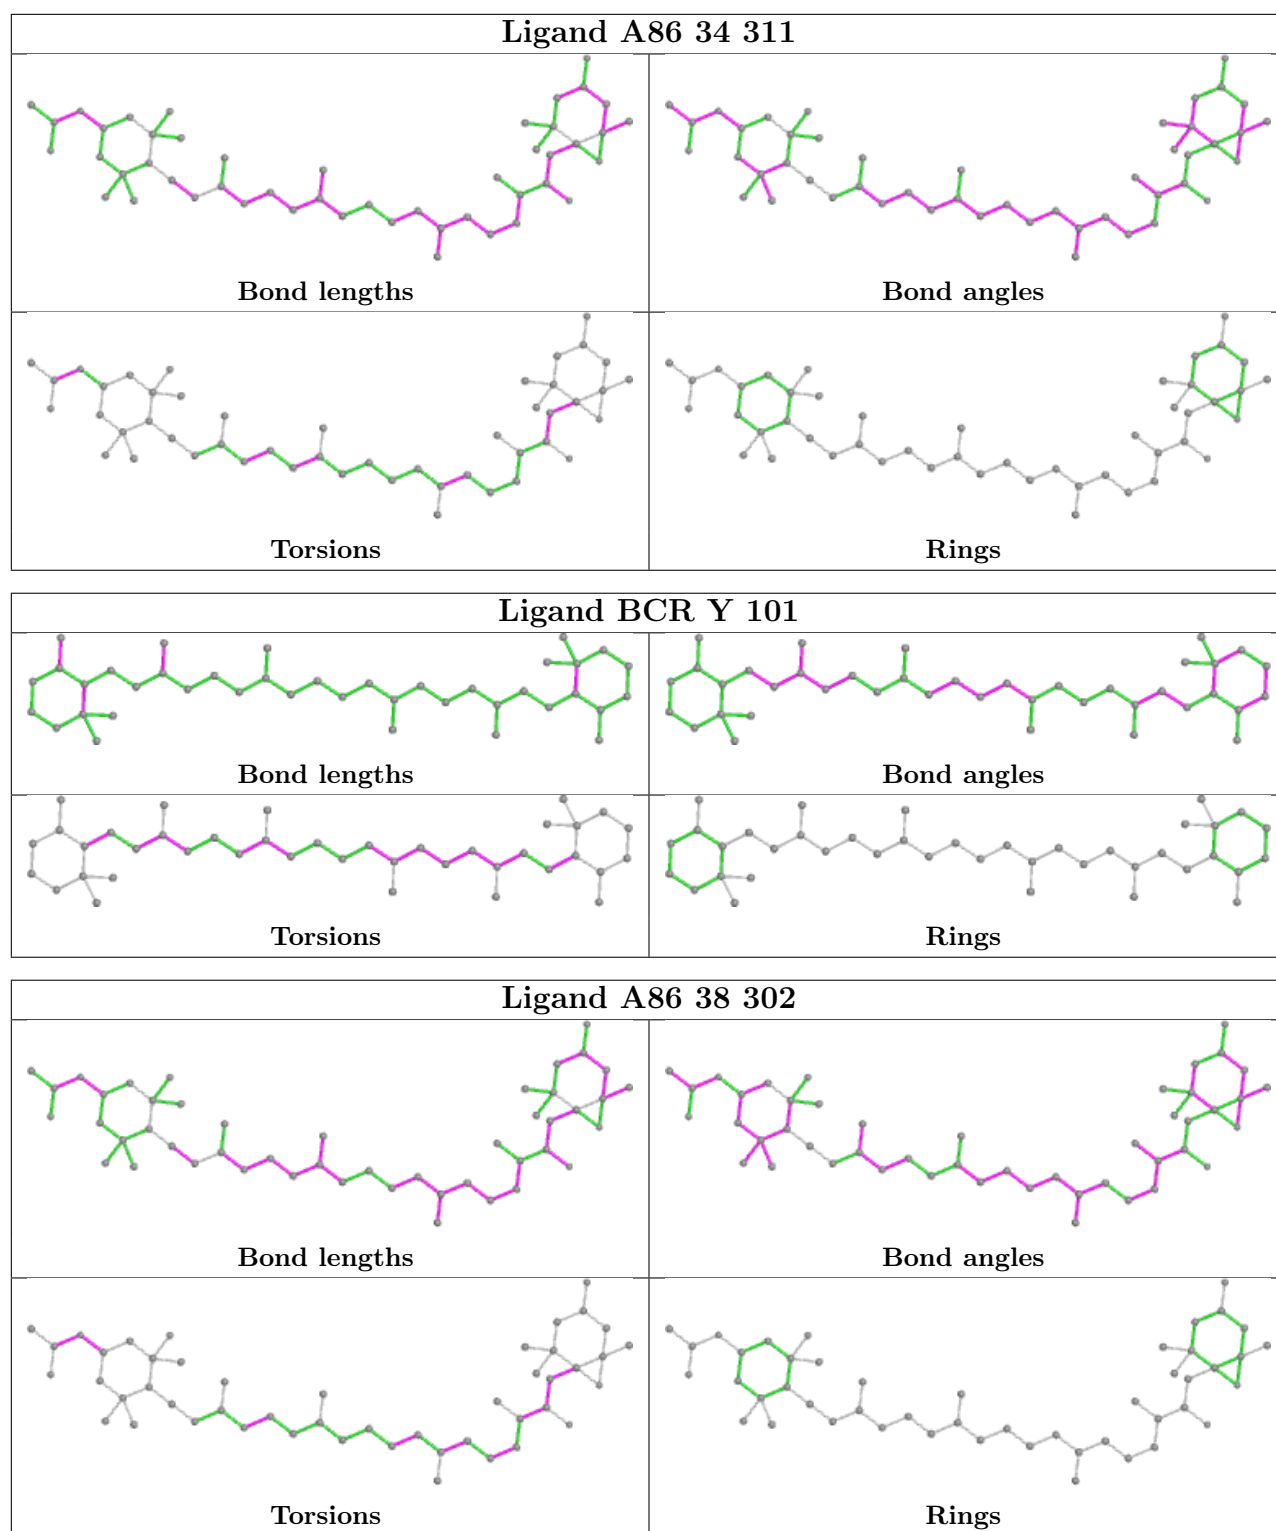 Ligand A86 34 311
Bond lengths
Bond angles
Torsions
Rings
Ligand BCR Y 101
Bond lengths
Bond angles
Torsions
Rings
Ligand A86 38 302
Bond lengths
Bond angles
Torsions
Rings